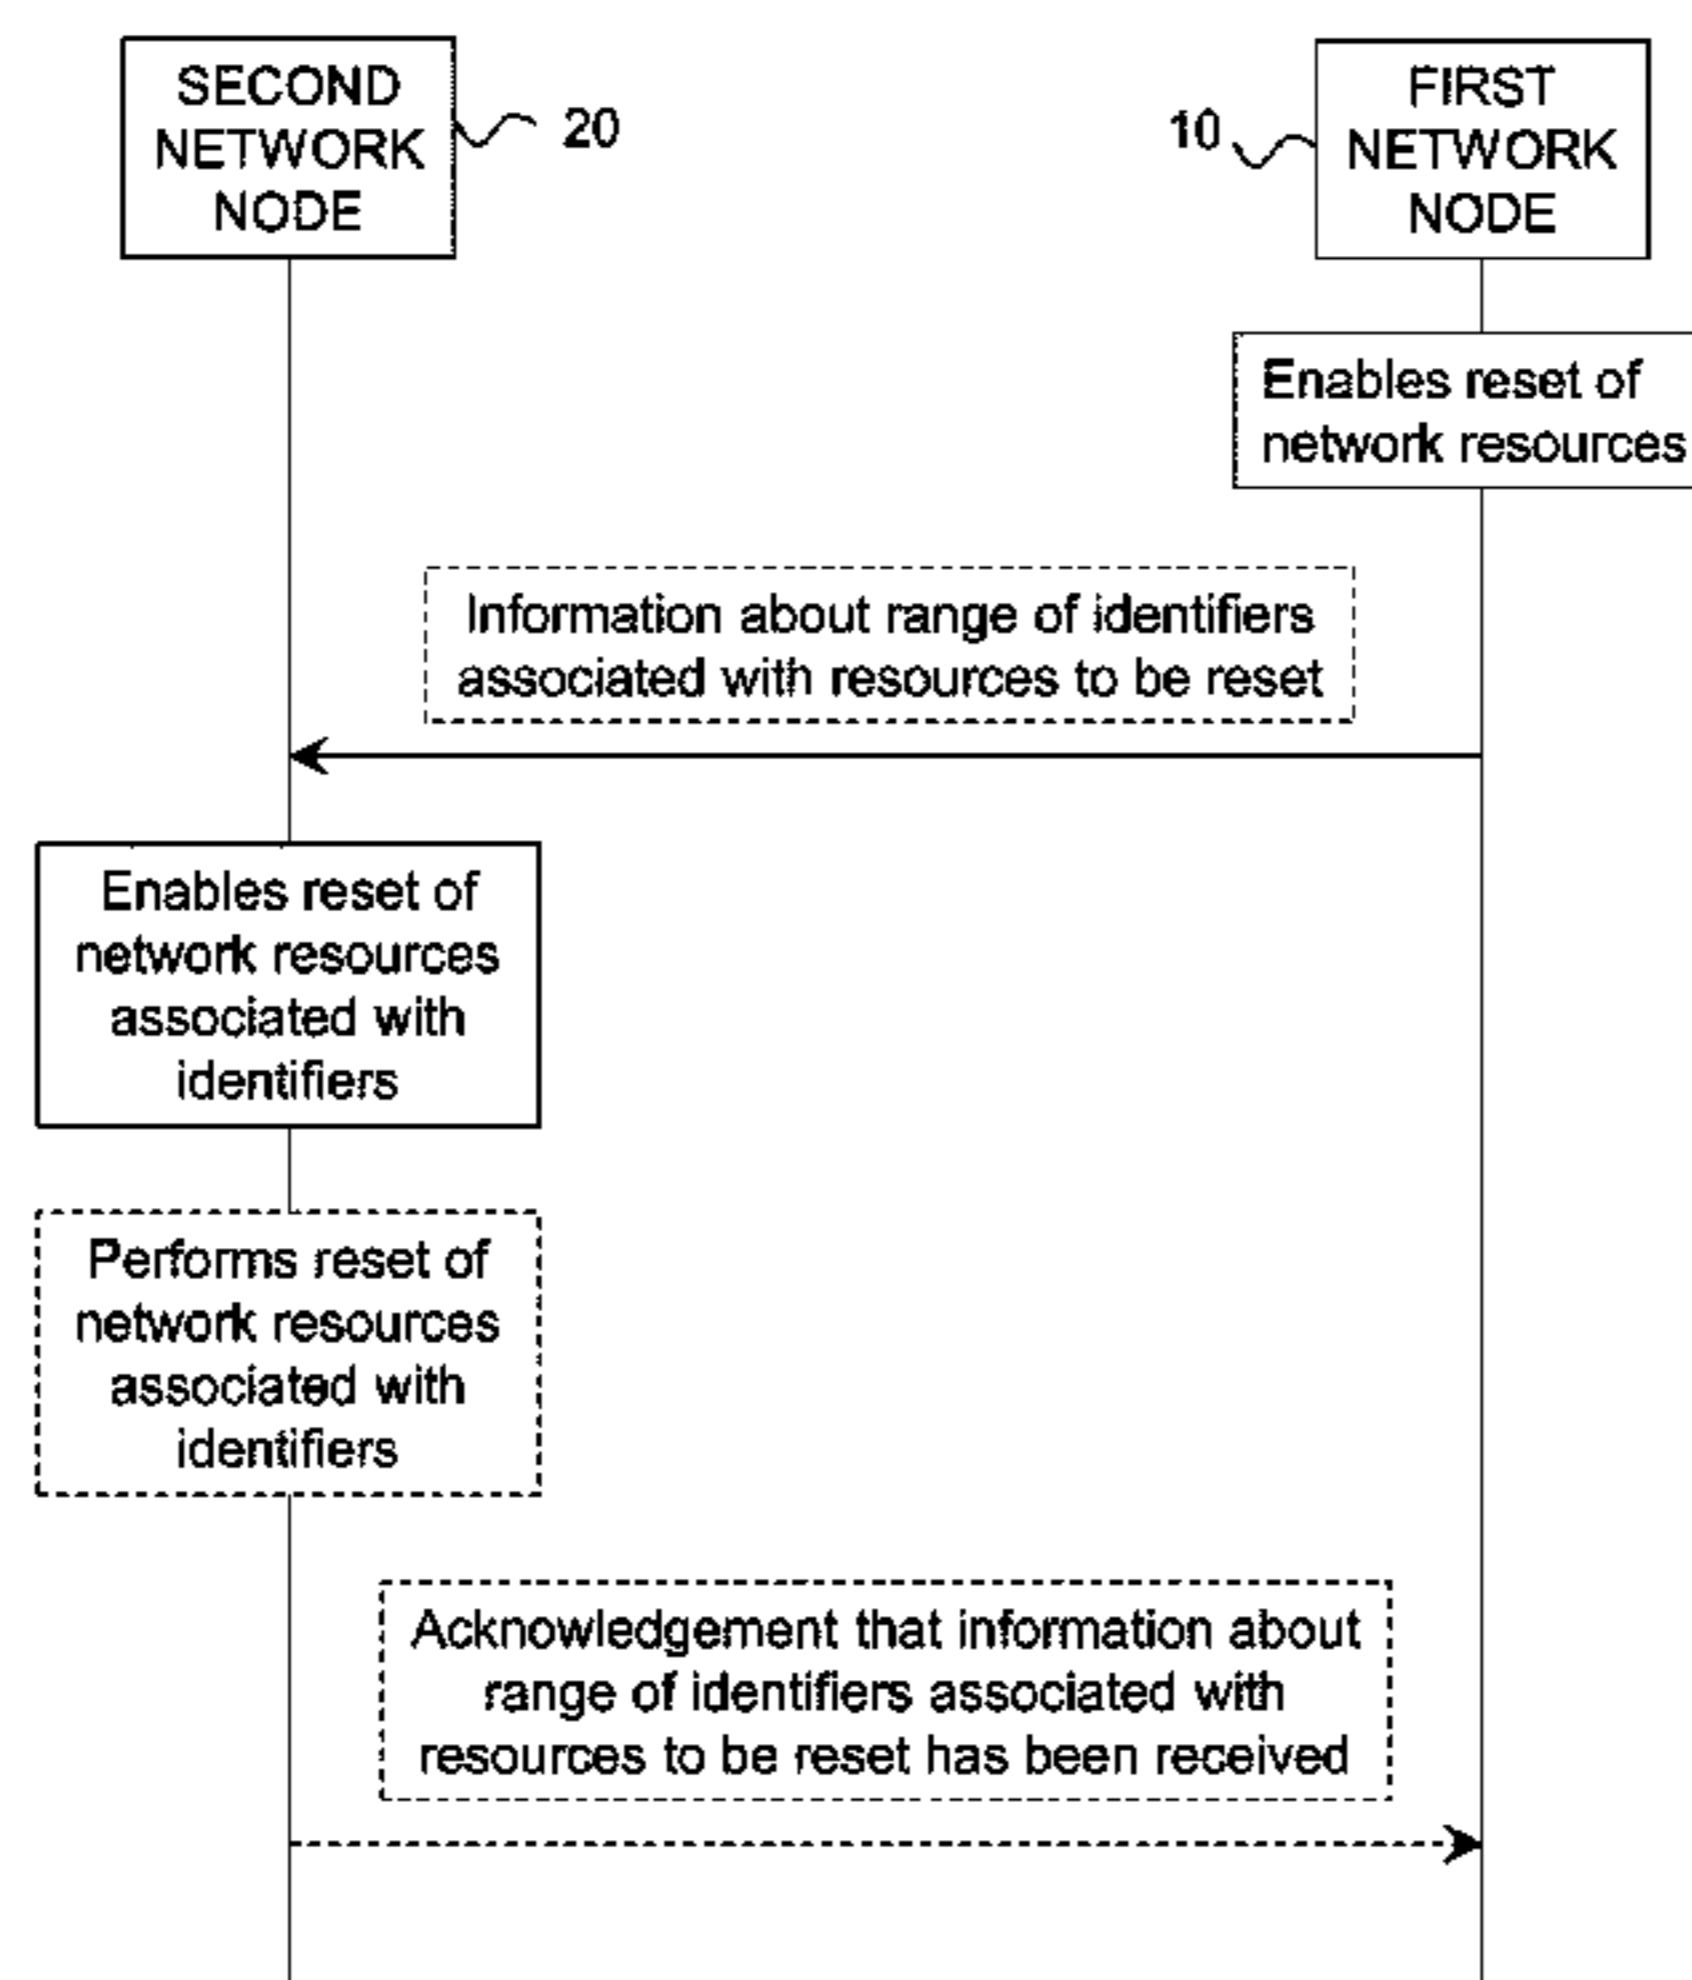 SECOND
NETWORK
NODE
20
10
FIRST
NETWORK
NODE
Enables reset of
network resources
Information about range of identifiers
associated with resources to be reset
Enables reset of
network resources
associated with
identifiers
Performs reset of
network resources
associated with
identifiers
Acknowledgement that information about
range of identifiers associated with
resources to be reset has been received